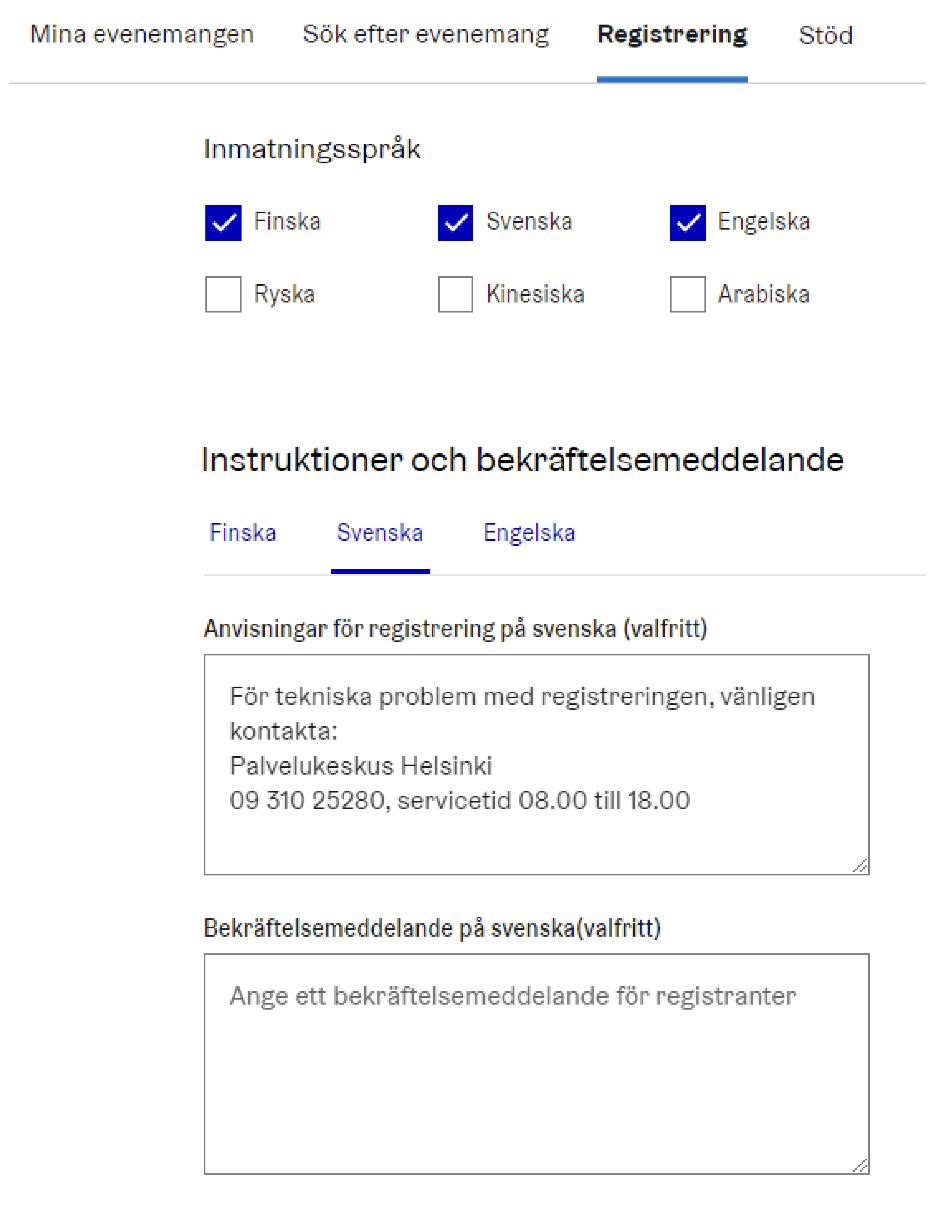 Mina evenemangen Sök efter evenemang Registrering Stöd
Inmatningsspråk
Finska Svenska Engelska
Ryska Kinesiska Arabiska
Instruktioner och bekräftelsemeddelande
Finska Svenska Engelska
Anvisningar för registrering på svenska (valfritt)
För tekniska problem med registreringen, vänligen
kontakta:
Palvelukeskus Helsinki
09 310 25280, servicetid 08.00 till 18.00
Bekräftelsemeddelande på svenska(valfritt)
Ange ett bekräftelsemeddelande för registranter